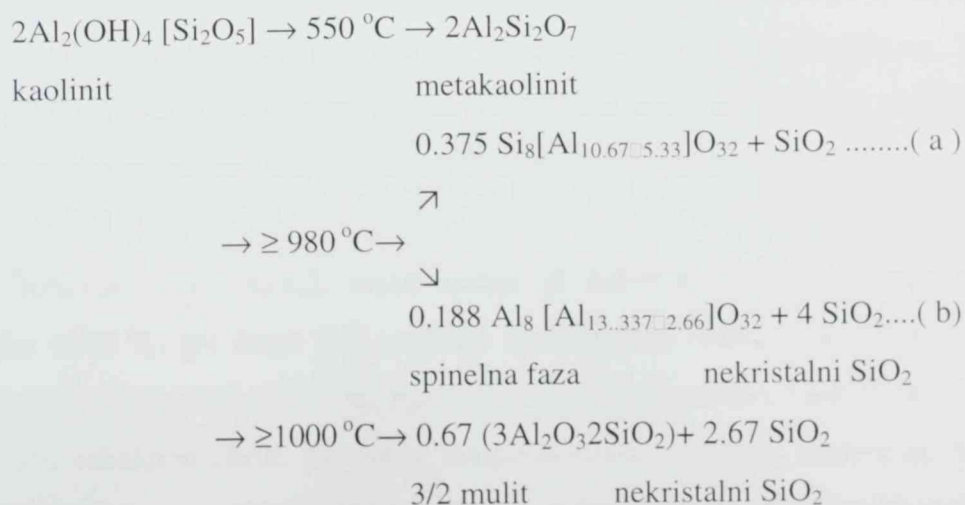 2Al₂(OH)₄ [Si₂O₅] → 550 °C → 2Al₂Si₂O₇
kaolinit metakaolinit
0.375 Si₈[Al₁₀.₆₇□₅.₃₃]O₃₂ + SiO₂ ........( a )
↗
→ ≥ 980 °C→
↘
0.188 Al₈ [Al₁₃..₃₃₇□₂.₆₆]O₃₂ + 4 SiO₂....( b)
spinelna faza nekristalni SiO₂
→ ≥1000 °C→ 0.67 (3Al₂O₃2SiO₂)+ 2.67 SiO₂
3/2 mulit nekristalni SiO₂